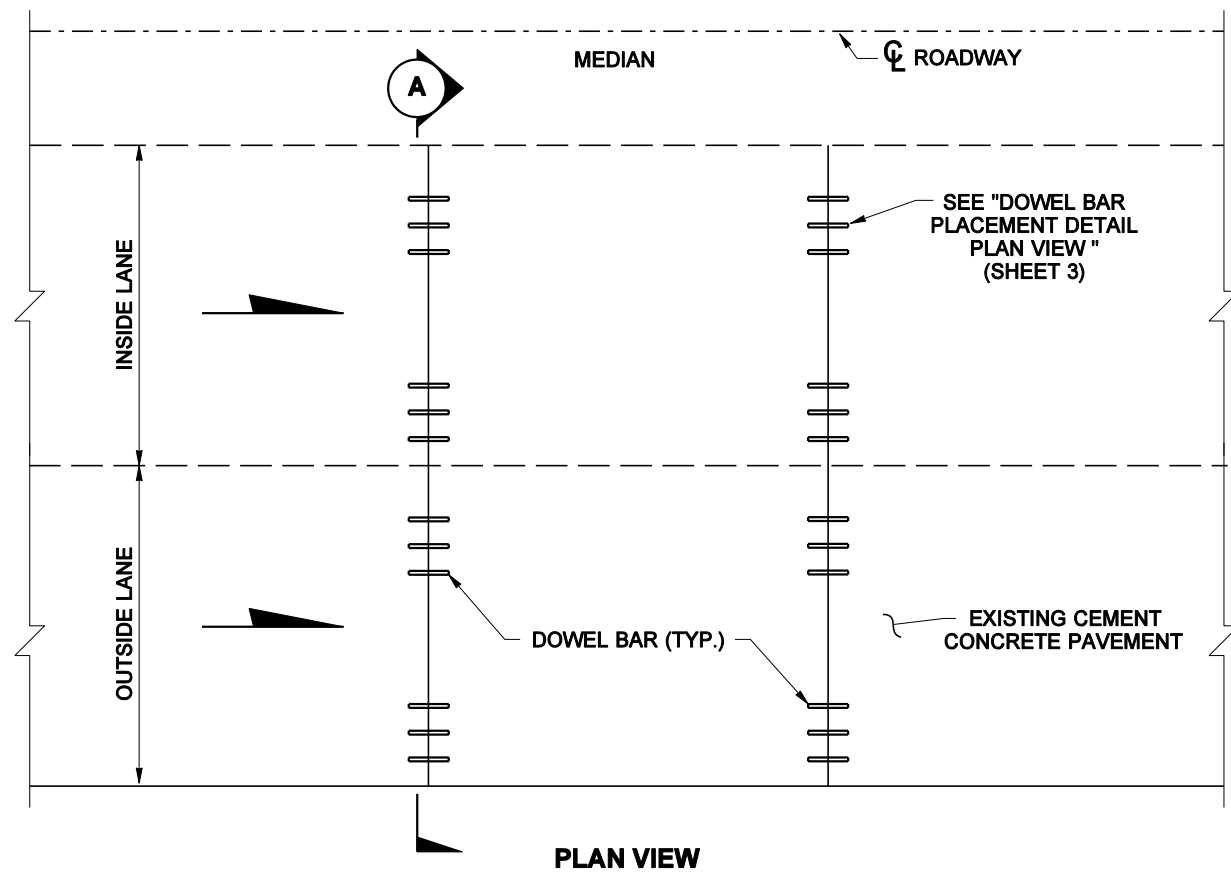 MEDIAN
℄ ROADWAY
A
SEE "DOWEL BAR
PLACEMENT DETAIL
PLAN VIEW "
(SHEET 3)
INSIDE LANE
OUTSIDE LANE
DOWEL BAR (TYP.)
EXISTING CEMENT
CONCRETE PAVEMENT
PLAN VIEW